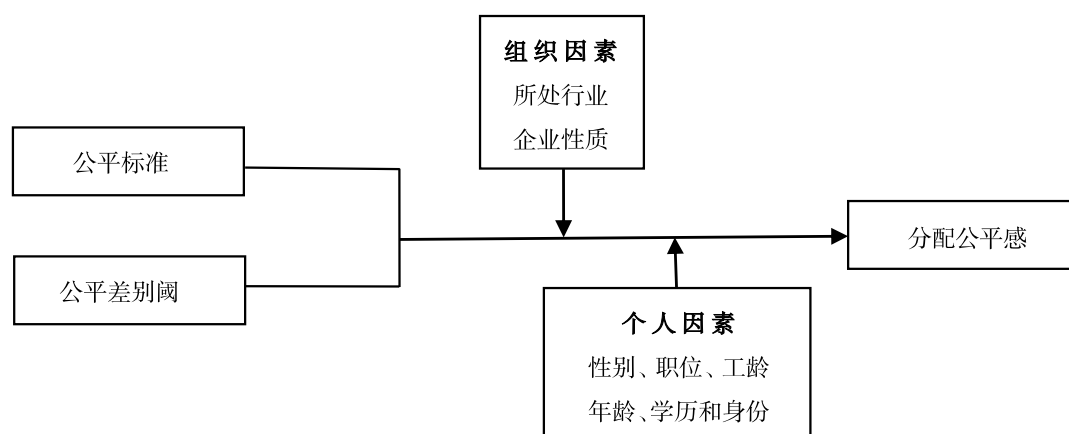 组织因素
所处行业
企业性质
公平标准
分配公平感
公平差别阈
个人因素
性别、职位、工龄
年龄、学历和身份